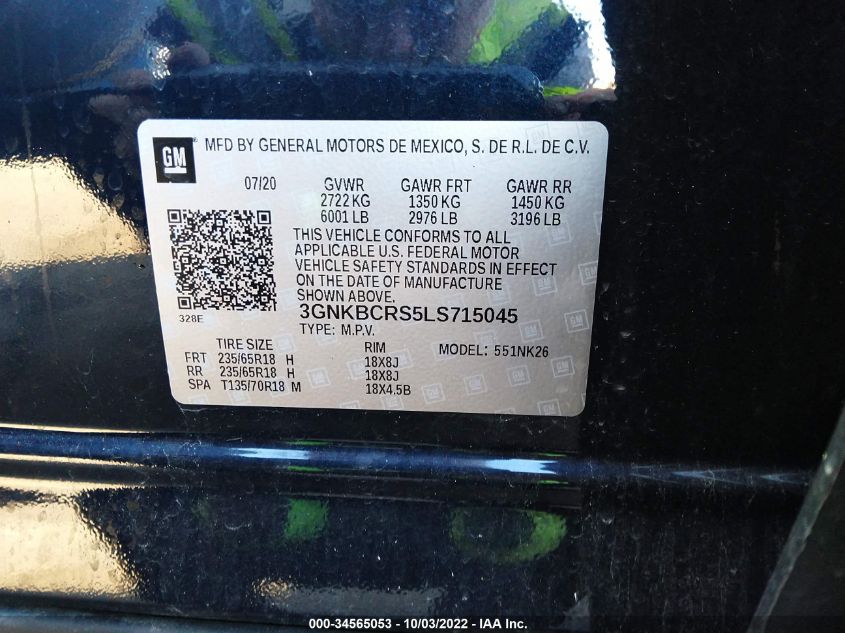 GM ® MFD BY GENERAL MOTORS DE MEXICO, S. DE R.L. DE C.V.
07/20 GVWR GAWR FRT GAWR RR
2722 KG 1350 KG 1450 KG
6001 LB 2976 LB 3196 LB
THIS VEHICLE CONFORMS TO ALL
APPLICABLE U.S. FEDERAL MOTOR
VEHICLE SAFETY STANDARDS IN EFFECT
ON THE DATE OF MANUFACTURE
SHOWN ABOVE.
328E 3GNKBCRS5LS715045
TYPE: M.P.V.
TIRE SIZE RIM MODEL: 551NK26
FRT 235/65R18 H 18X8J
RR 235/65R18 H 18X8J
SPA T135/70R18 M 18X4.5B
000-34565053 - 10/03/2022 - IAA Inc.